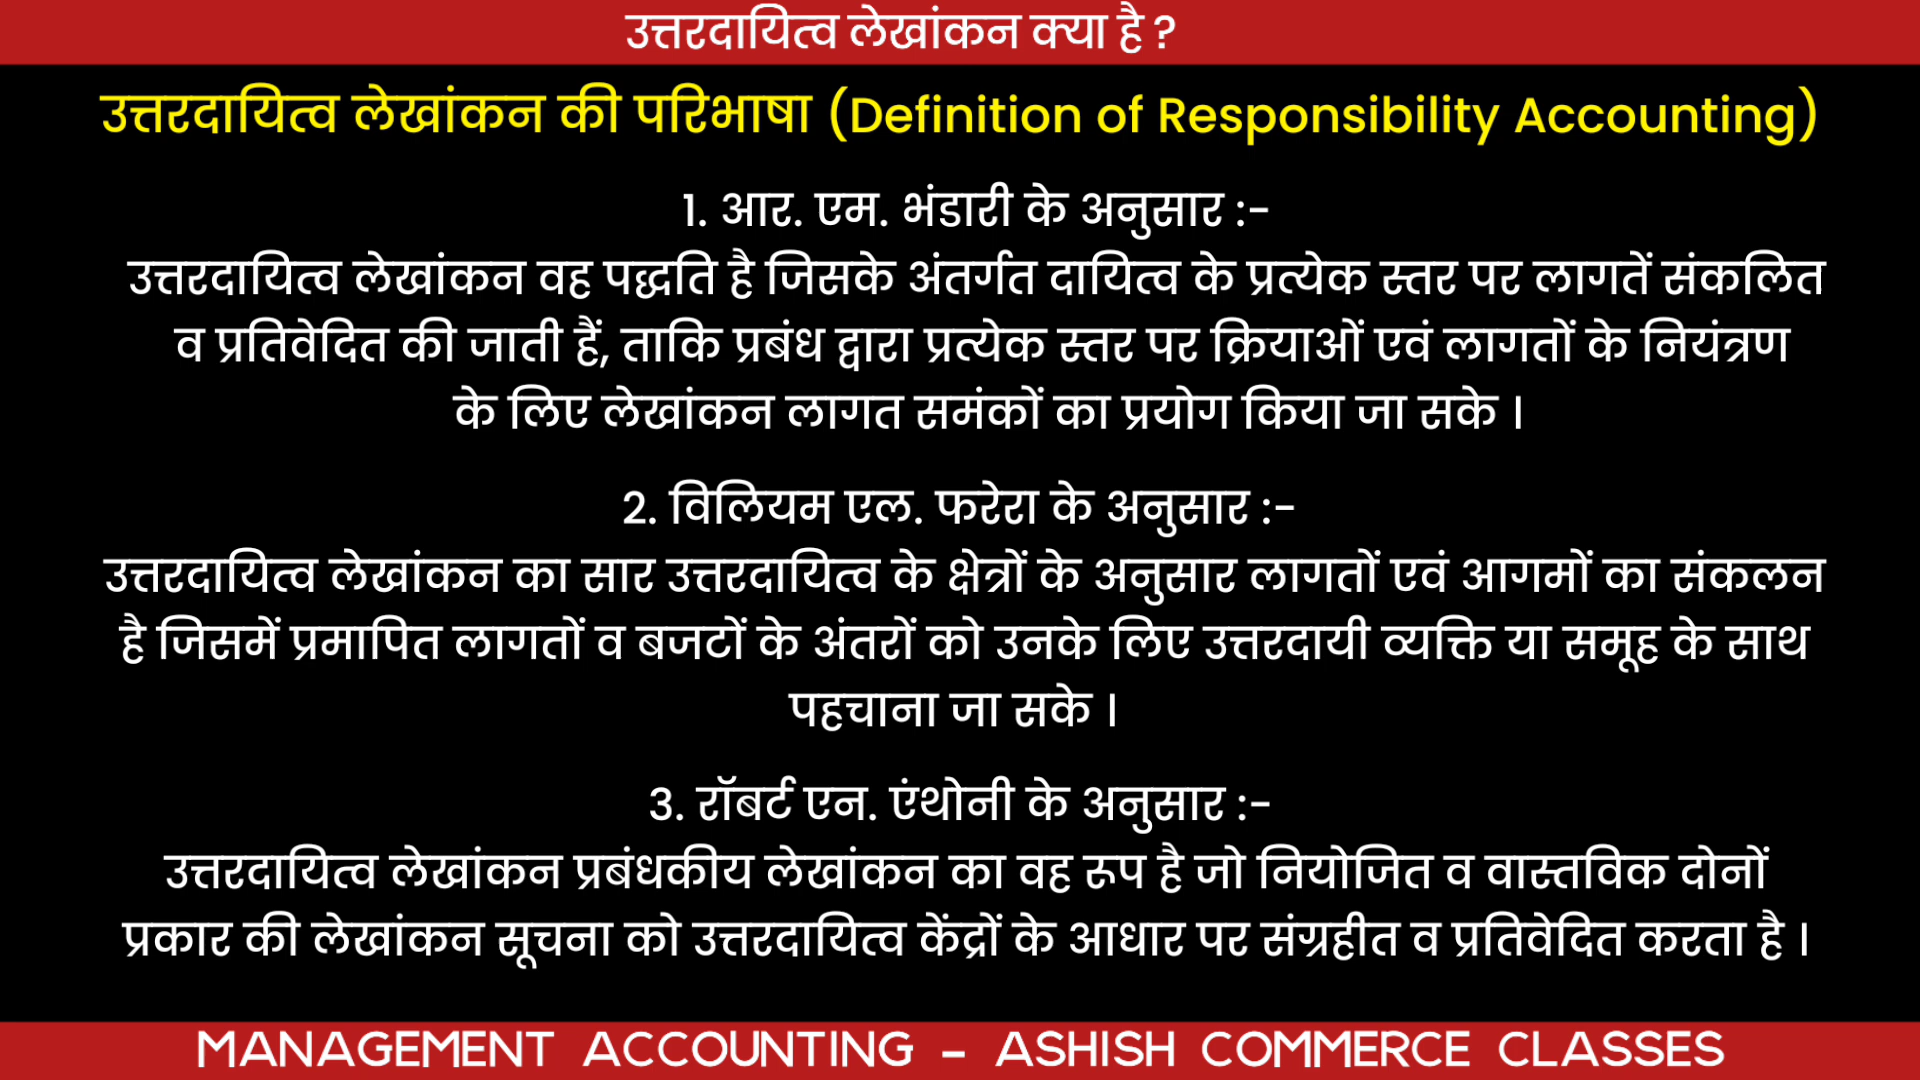 उत्तरदायित्व लेखांकन क्या है ?
उत्तरदायित्व लेखांकन की परिभाषा (Definition of Responsibility Accounting)
1. आर. एम. भंडारी के अनुसार :-
उत्तरदायित्व लेखांकन वह पद्धति है जिसके अंतर्गत दायित्व के प्रत्येक स्तर पर लागतें संकलित
व प्रतिवेदित की जाती हैं, ताकि प्रबंध द्वारा प्रत्येक स्तर पर क्रियाओं एवं लागतों के नियंत्रण
के लिए लेखांकन लागत समंकों का प्रयोग किया जा सके ।
2. विलियम एल. फरेरा के अनुसार :-
उत्तरदायित्व लेखांकन का सार उत्तरदायित्व के क्षेत्रों के अनुसार लागतों एवं आगमों का संकलन
है जिसमें प्रमापित लागतों व बजटों के अंतरों को उनके लिए उत्तरदायी व्यक्ति या समूह के साथ
पहचाना जा सके ।
3. रॉबर्ट एन. एंथोनी के अनुसार :-
उत्तरदायित्व लेखांकन प्रबंधकीय लेखांकन का वह रूप है जो नियोजित व वास्तविक दोनों
प्रकार की लेखांकन सूचना को उत्तरदायित्व केंद्रों के आधार पर संग्रहीत व प्रतिवेदित करता है ।
MANAGEMENT ACCOUNTING - ASHISH COMMERCE CLASSES